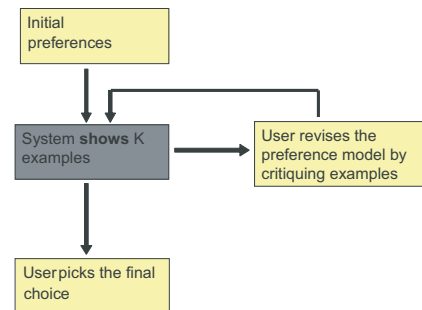 Initial
preferences
System shows K
examples
User revises the
preference model by
critiquing examples
Userpicks the final
choice